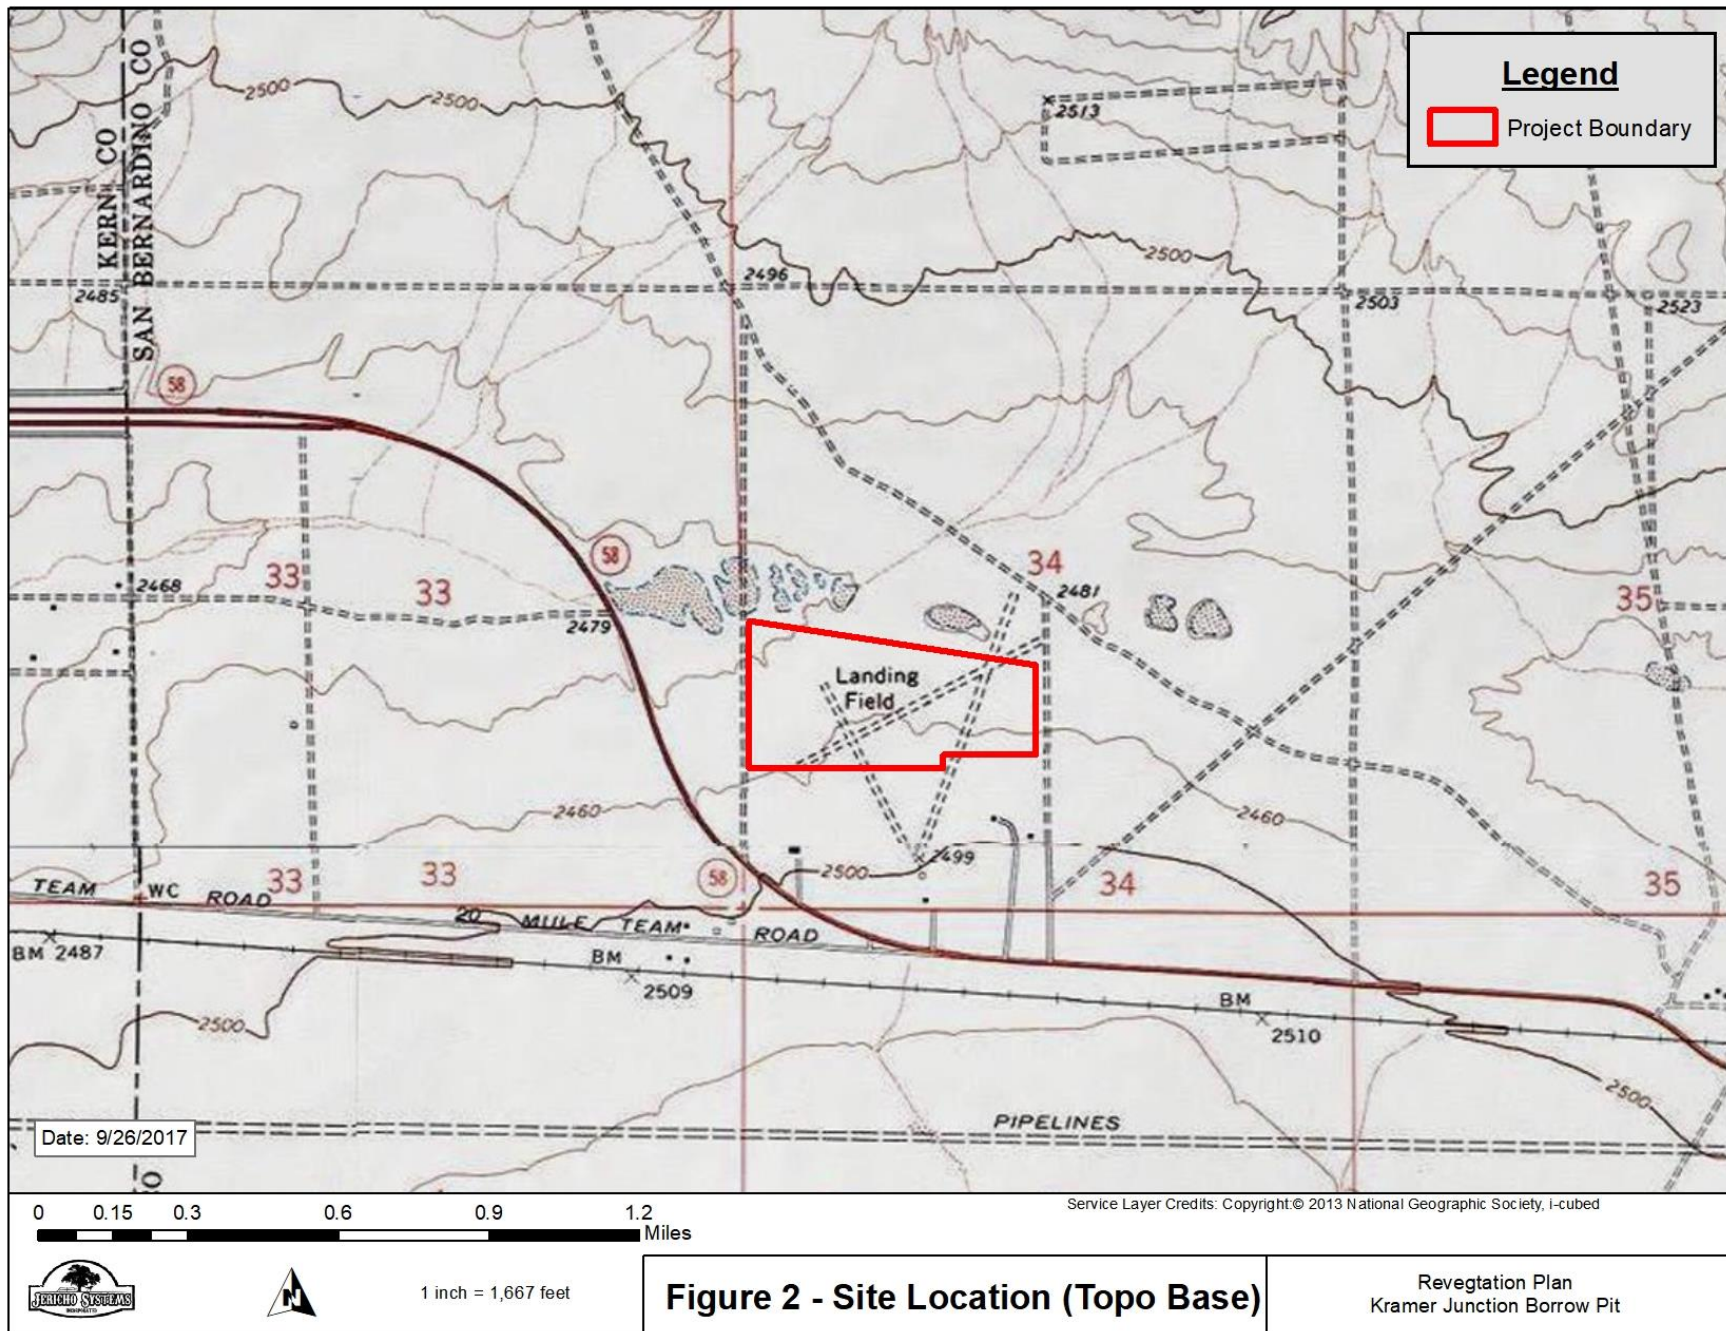 Legend
Project Boundary
KERN CO
SAN BERNARDINO CO
2500
2500
2513
2500
2485
2496
2503
2523
58
58
33
33
34
35
2468
2479
2481
Landing
Field
2460
2460
2499
2500
58
33
33
34
35
TEAM
WC
ROAD
20
MULE
TEAM
ROAD
BM 2487
BM
2509
BM
2510
2500
2500
PIPELINES
Date: 9/26/2017
0 0.15 0.3 0.6 0.9 1.2
Miles
Service Layer Credits: Copyright:© 2013 National Geographic Society, i-cubed
JERICHO SYSTEMS
N
1 inch = 1,667 feet
Figure 2 - Site Location (Topo Base)
Revegtation Plan
Kramer Junction Borrow Pit